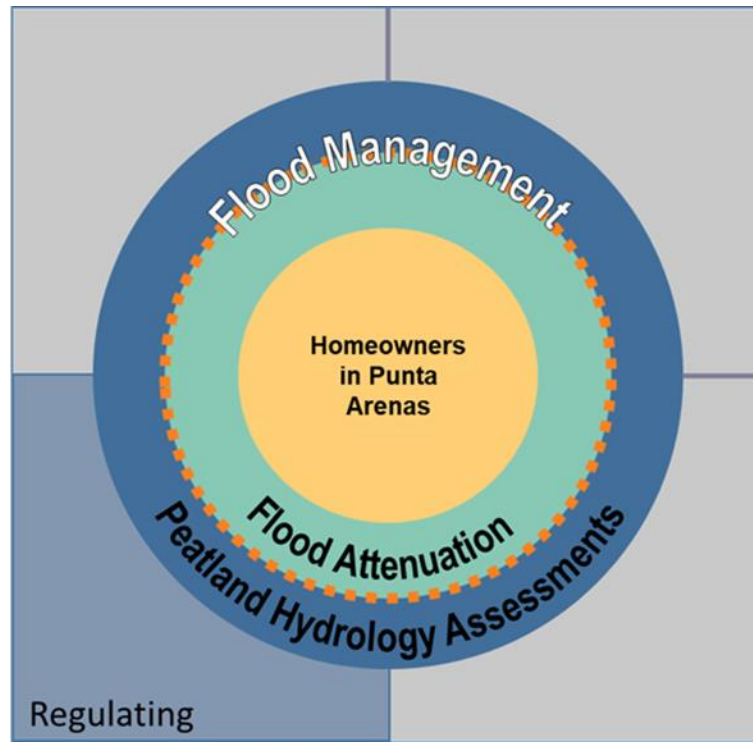 Flood Management
Homeowners
in Punta
Arenas
Flood Attenuation
Peatland Hydrology Assessments
Regulating